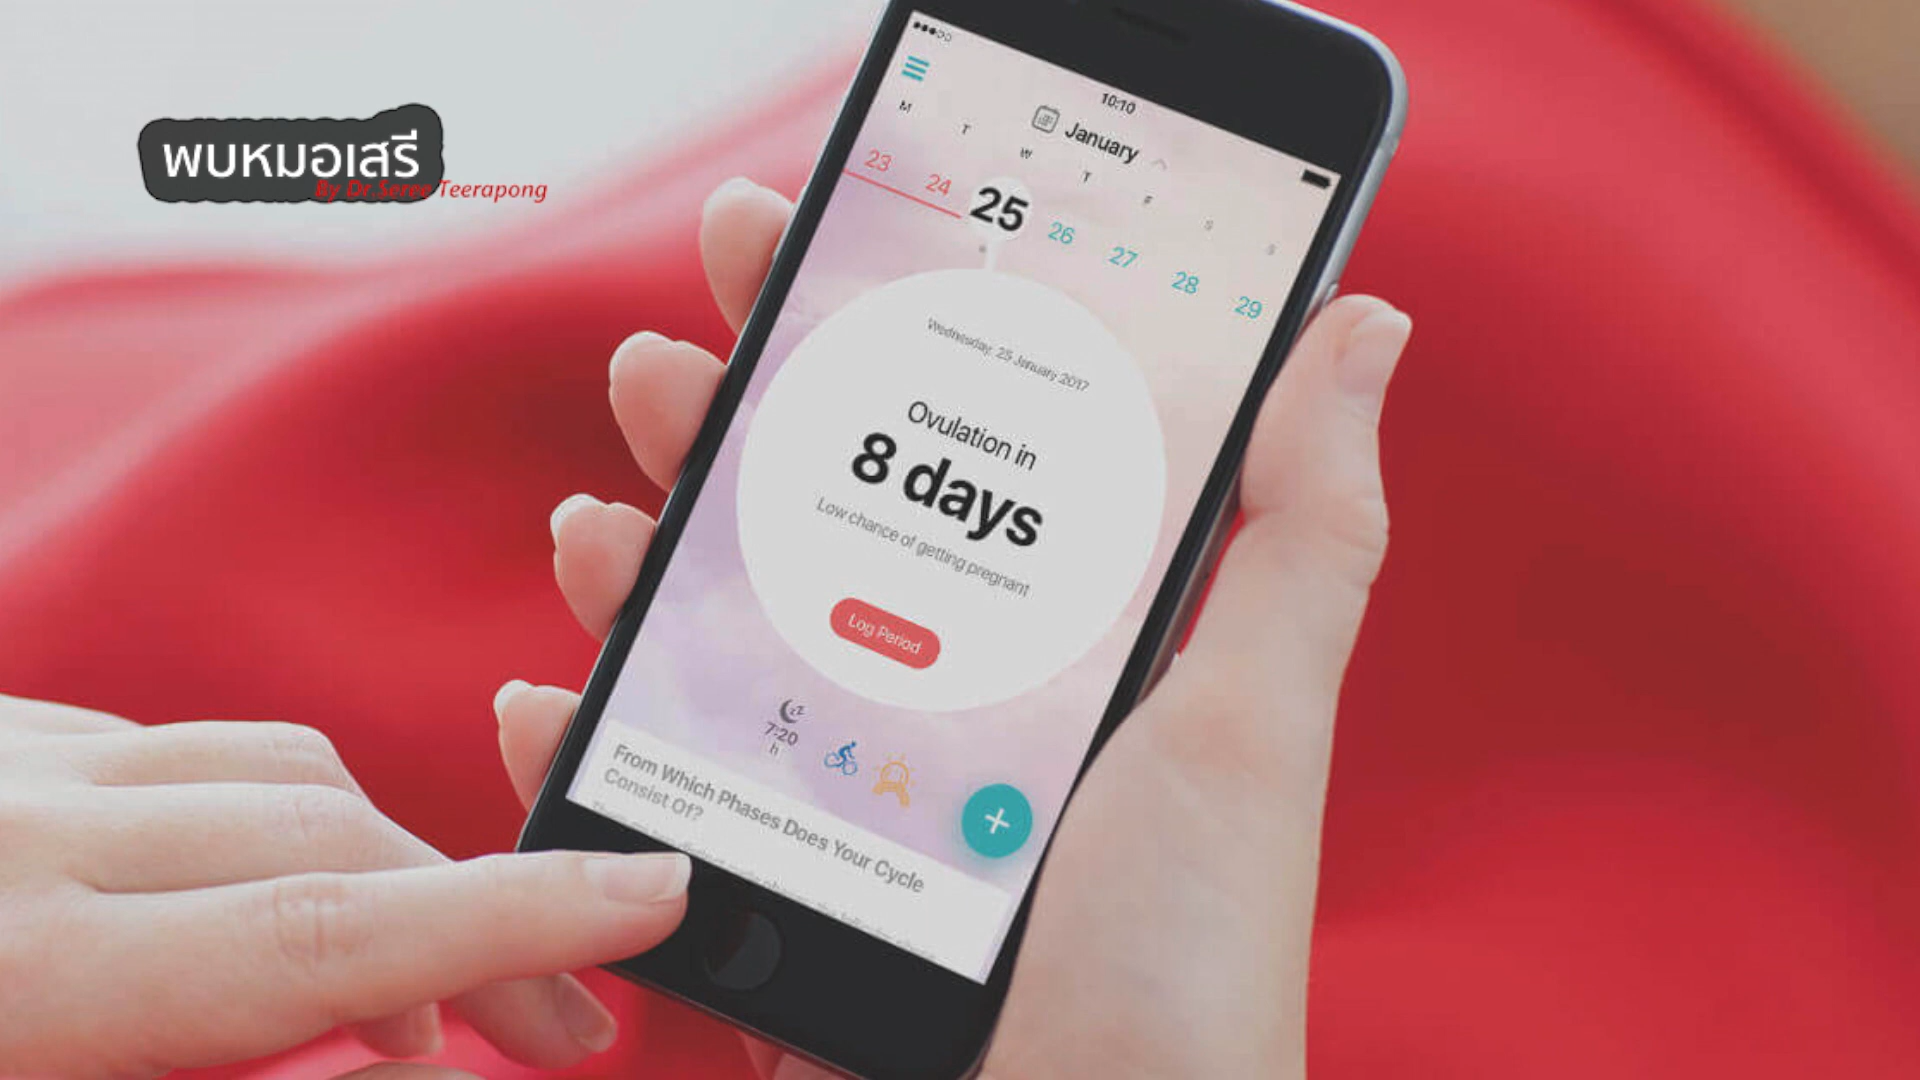 พบหมอเสรี
By Dr.Seree Teerapong
10:10
January
M T W T F S S
23 24 25 26 27 28 29
Wednesday, 25 January 2017
Ovulation in
8 days
Low chance of getting pregnant
Log Period
7:20
h
From Which Phases Does Your Cycle
Consist Of?